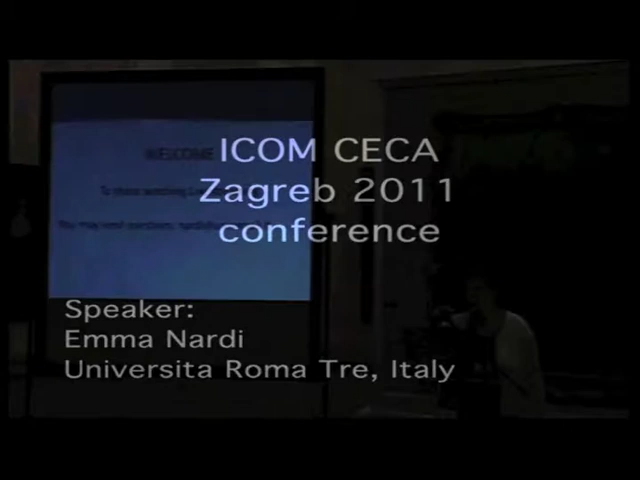 ICOM CECA
Zagreb 2011
conference
WELCOME
Speaker:
Emma Nardi
Universita Roma Tre, Italy